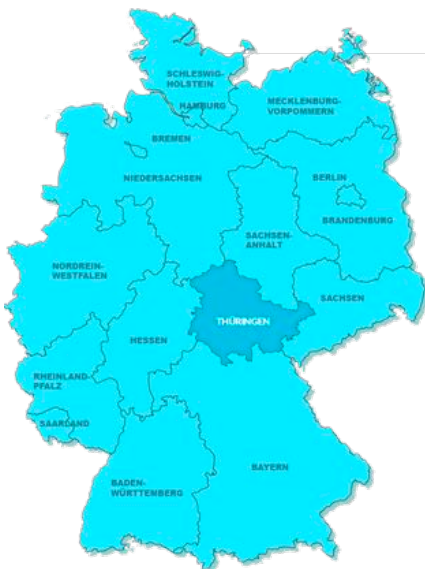 SCHLESWIG-
HOLSTEIN
HAMBURG
MECKLENBURG-
VORPOMMERN
BREMEN
NIEDERSACHSEN
BERLIN
BRANDENBURG
SACHSEN-
ANHALT
NORDREIN-
WESTFALEN
SACHSEN
THÜRINGEN
HESSEN
RHEINLAND-
PFALZ
SAARLAND
BAYERN
BADEN-
WÜRTTEMBERG